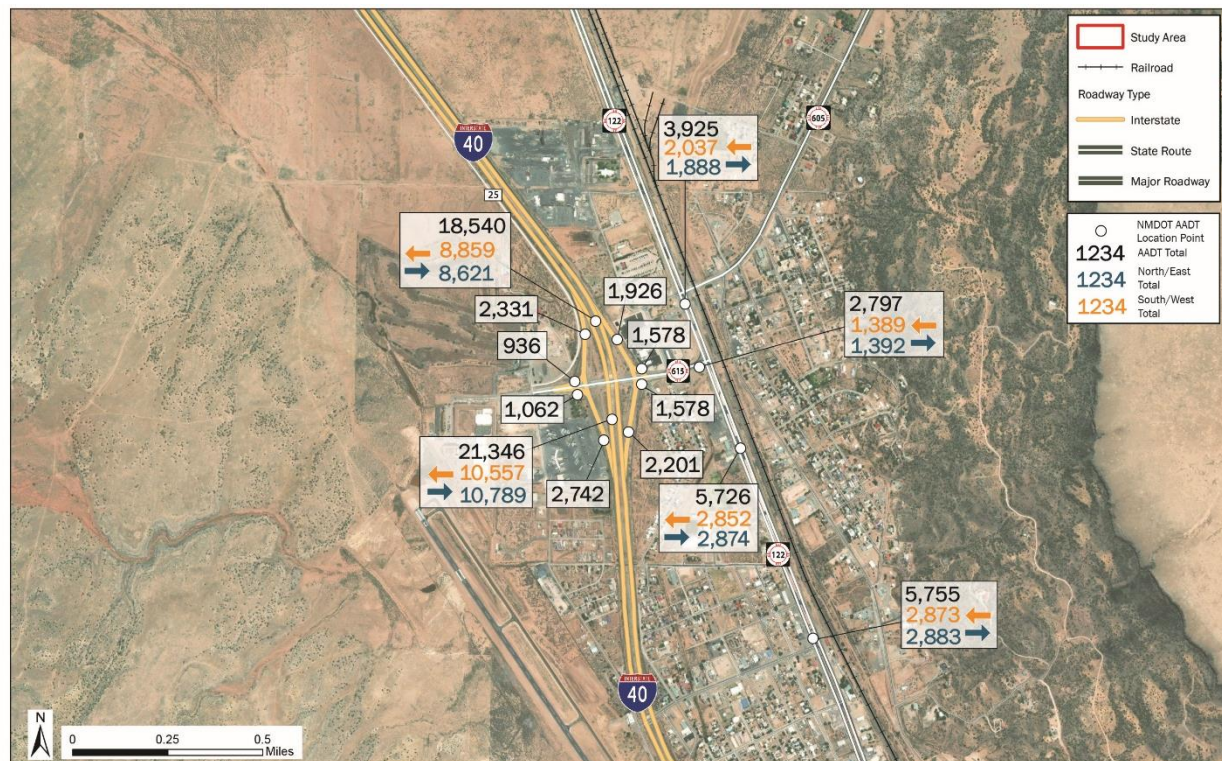 Study Area
Railroad
Roadway Type
Interstate
State Route
Major Roadway
NMDOT AADT
Location Point
1234 AADT Total
1234 North/East
Total
1234 South/West
Total
INTERSTATE
40
122
605
25
3,925
2,037
1,888
18,540
8,859
8,621
1,926
2,331
1,578
936
2,797
1,389
1,392
615
1,062
1,578
21,346
10,557
10,789
2,742
2,201
5,726
2,852
2,874
122
5,755
2,873
2,883
INTERSTATE
40
N
0 0.25 0.5
Miles